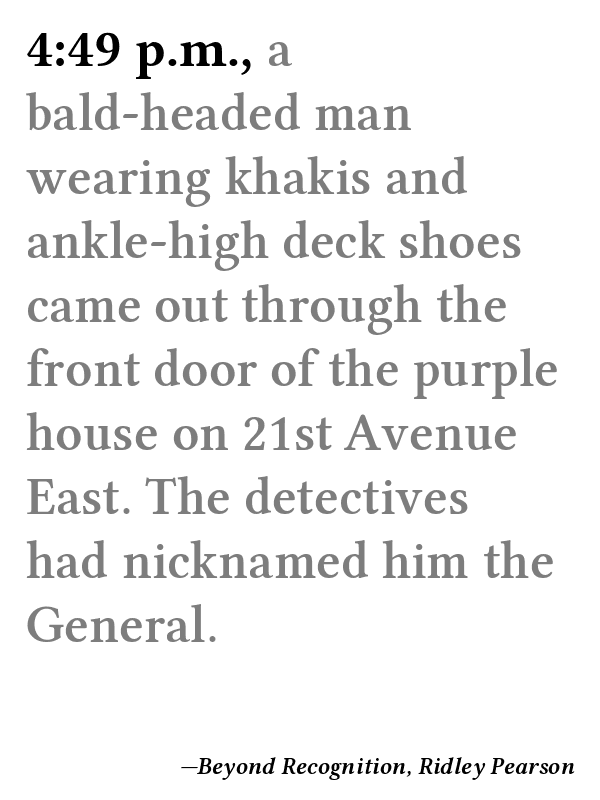 4:49 p.m., a
bald-headed man
wearing khakis and
ankle-high deck shoes
came out through the
front door of the purple
house on 21st Avenue
East. The detectives
had nicknamed him the
General.
—Beyond Recognition, Ridley Pearson